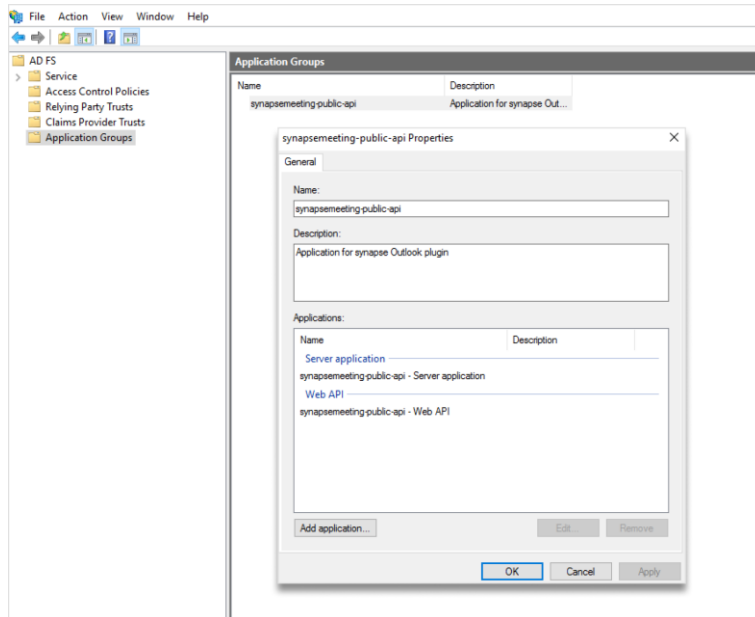 File Action View Window Help
AD FS
Service
Access Control Policies
Relying Party Trusts
Claims Provider Trusts
Application Groups
Application Groups
Name Description
synapsemeeting-public-api Application for synapse Out...
synapsemeeting-public-api Properties
General
Name:
synapsemeeting-public-api
Description:
Application for synapse Outlook plugin
Applications:
Name Description
Server application
synapsemeeting-public-api - Server application
Web API
synapsemeeting-public-api - Web API
Add application... Edit... Remove
OK Cancel Apply